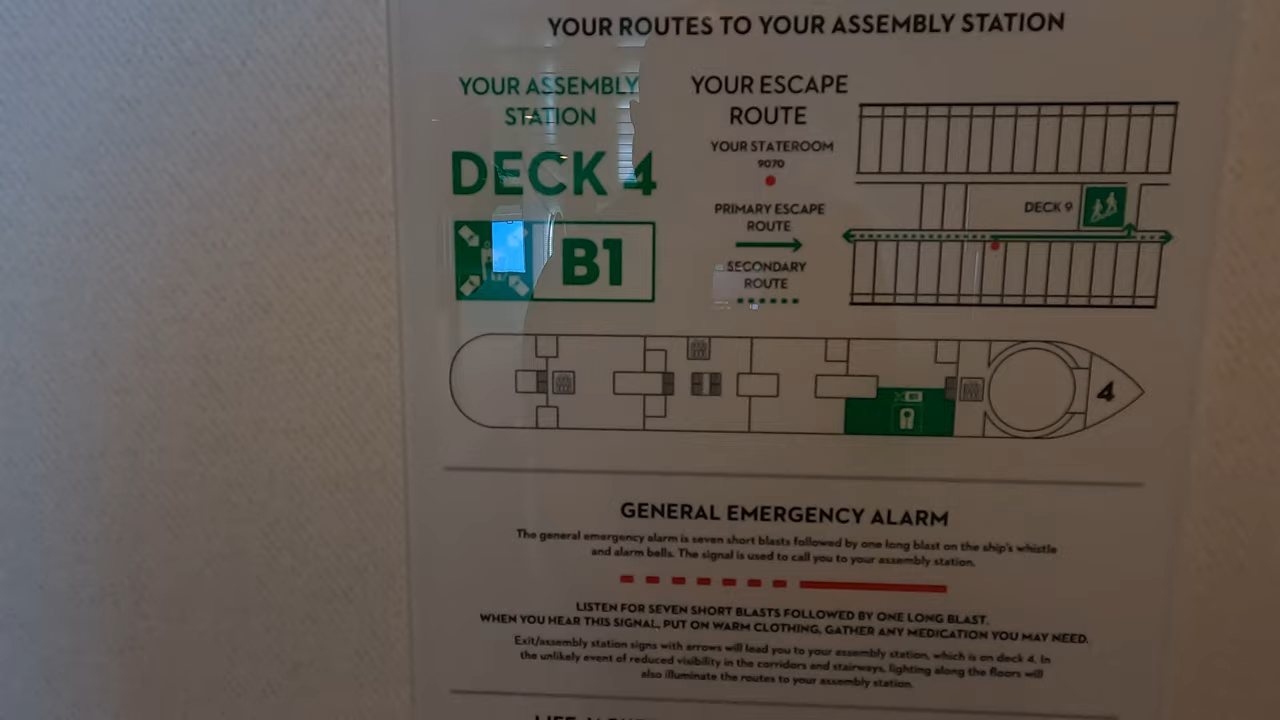 YOUR ROUTES TO YOUR ASSEMBLY STATION
YOUR ASSEMBLY
STATION
DECK 4
B1
YOUR ESCAPE
ROUTE
YOUR STATEROOM
9070
PRIMARY ESCAPE
ROUTE
SECONDARY
ROUTE
DECK 9
B1
4
GENERAL EMERGENCY ALARM
The general emergency alarm is seven short blasts followed by one long blast on the ship's whistle
and alarm bells. The signal is used to call you to your assembly station.
LISTEN FOR SEVEN SHORT BLASTS FOLLOWED BY ONE LONG BLAST.
WHEN YOU HEAR THIS SIGNAL, PUT ON WARM CLOTHING, GATHER ANY MEDICATION YOU MAY NEED.
Exit/assembly station signs with arrows will lead you to your assembly station, which is on deck 4. In
the unlikely event of reduced visibility in the corridors and stairways, lighting along the floors will
also illuminate the routes to your assembly station.